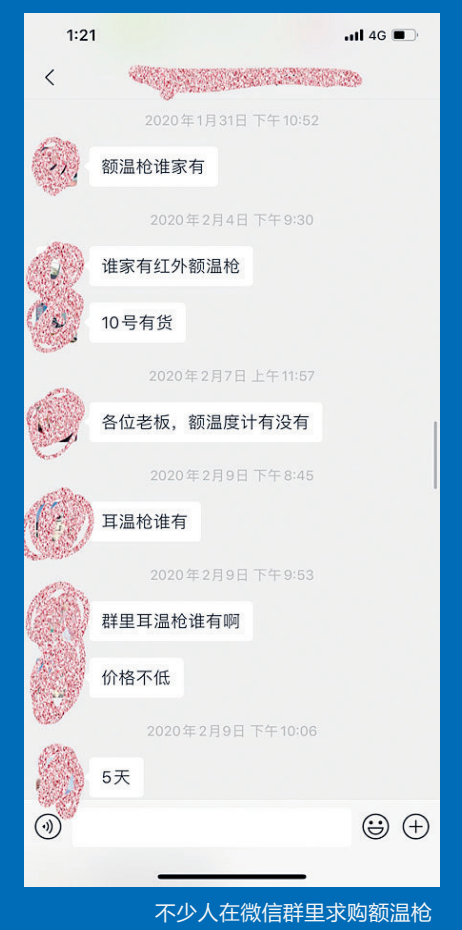 1:21
4G
2020年1月31日 下午10:52
额温枪谁家有
2020年2月4日 下午9:30
谁家有红外额温枪
10号有货
2020年2月7日 上午11:57
各位老板，额温度计有没有
2020年2月9日 下午8:45
耳温枪谁有
2020年2月9日 下午9:53
群里耳温枪谁有啊
价格不低
2020年2月9日 下午10:06
5天
不少人在微信群里求购额温枪